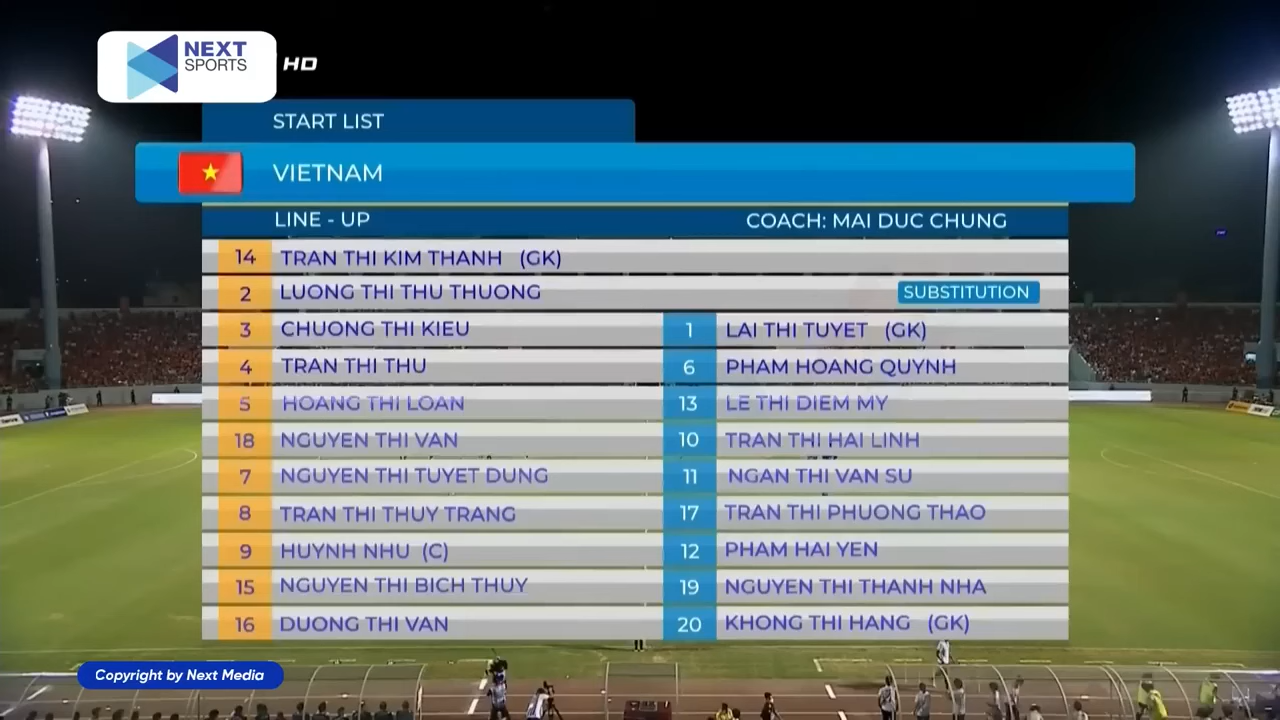 NEXT
SPORTS
HD
START LIST
VIETNAM
LINE - UP
COACH: MAI DUC CHUNG
14 TRAN THI KIM THANH (GK)
2 LUONG THI THU THUONG
3 CHUONG THI KIEU
4 TRAN THI THU
5 HOANG THI LOAN
18 NGUYEN THI VAN
7 NGUYEN THI TUYET DUNG
8 TRAN THI THUY TRANG
9 HUYNH NHU (C)
15 NGUYEN THI BICH THUY
16 DUONG THI VAN
SUBSTITUTION
1 LAI THI TUYET (GK)
6 PHAM HOANG QUYNH
13 LE THI DIEM MY
10 TRAN THI HAI LINH
11 NGAN THI VAN SU
17 TRAN THI PHUONG THAO
12 PHAM HAI YEN
19 NGUYEN THI THANH NHA
20 KHONG THI HANG (GK)
Copyright by Next Media